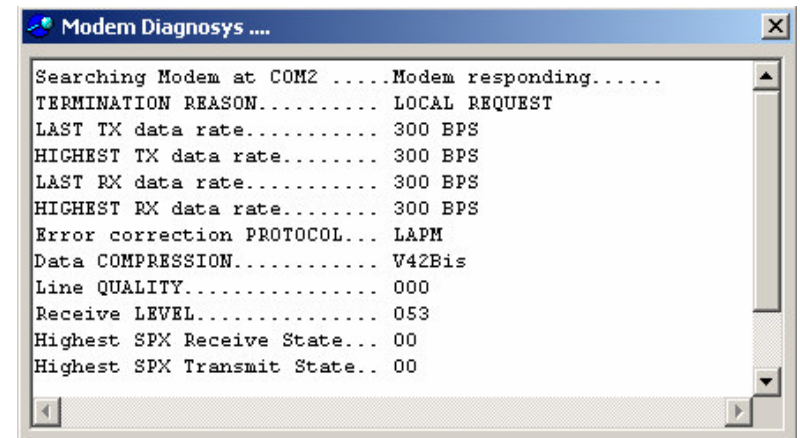 Modem Diagnosys ....
Searching Modem at COM2 .....Modem responding......
TERMINATION REASON.......... LOCAL REQUEST
LAST TX data rate........... 300 BPS
HIGHEST TX data rate........ 300 BPS
LAST RX data rate........... 300 BPS
HIGHEST RX data rate........ 300 BPS
Error correction PROTOCOL... LAPM
Data COMPRESSION............ V42Bis
Line QUALITY................ 000
Receive LEVEL............... 053
Highest SPX Receive State... 00
Highest SPX Transmit State.. 00